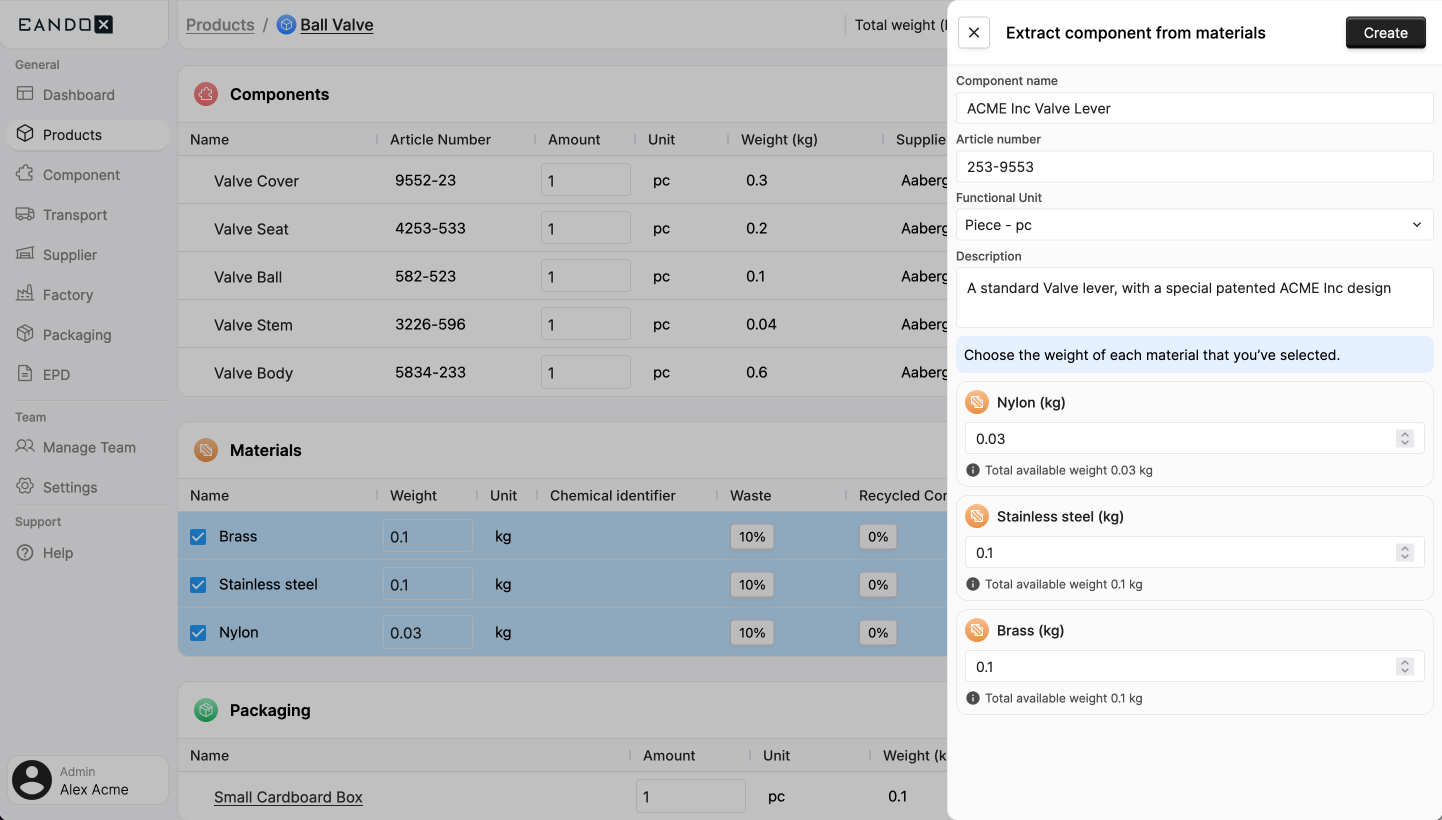 EANDOX
General
Dashboard
Products
Component
Transport
Supplier
Factory
Packaging
EPD
Team
Manage Team
Settings
Support
Help
Admin
Alex Acme
Products / Ball Valve
Total weight (
Components
Name Article Number Amount Unit Weight (kg) Supplie
Valve Cover 9552-23 1 pc 0.3 Aaberg
Valve Seat 4253-533 1 pc 0.2 Aaberg
Valve Ball 582-523 1 pc 0.1 Aaberg
Valve Stem 3226-596 1 pc 0.04 Aaberg
Valve Body 5834-233 1 pc 0.6 Aaberg
Materials
Name Weight Unit Chemical identifier Waste Recycled Con
Brass 0.1 kg 10% 0%
Stainless steel 0.1 kg 10% 0%
Nylon 0.03 kg 10% 0%
Packaging
Name Amount Unit Weight (k
Small Cardboard Box 1 pc 0.1
Extract component from materials
Create
Component name
ACME Inc Valve Lever
Article number
253-9553
Functional Unit
Piece - pc
Description
A standard Valve lever, with a special patented ACME Inc design
Choose the weight of each material that you’ve selected.
Nylon (kg)
0.03
Total available weight 0.03 kg
Stainless steel (kg)
0.1
Total available weight 0.1 kg
Brass (kg)
0.1
Total available weight 0.1 kg